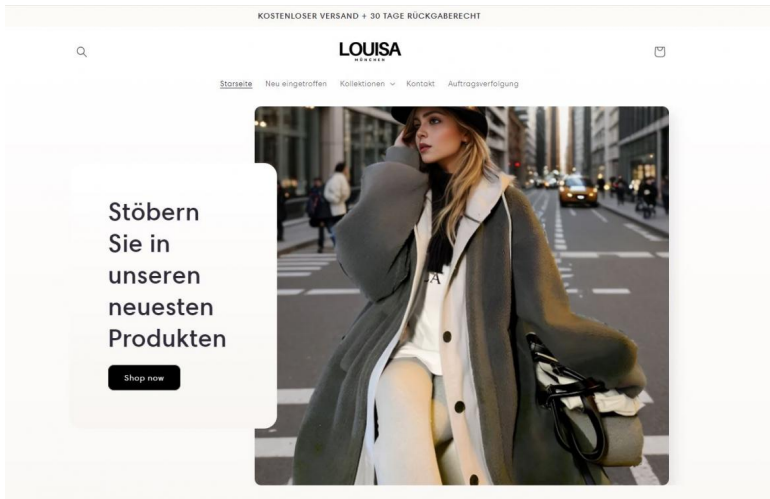 KOSTENLOSER VERSAND + 30 TAGE RÜCKGABERECHT
LOUISA
MÜNCHEN
Starseite Neu eingetroffen Kollektionen Kontakt Auftragsverfolgung
Stöbern
Sie in
unseren
neuesten
Produkten
Shop now